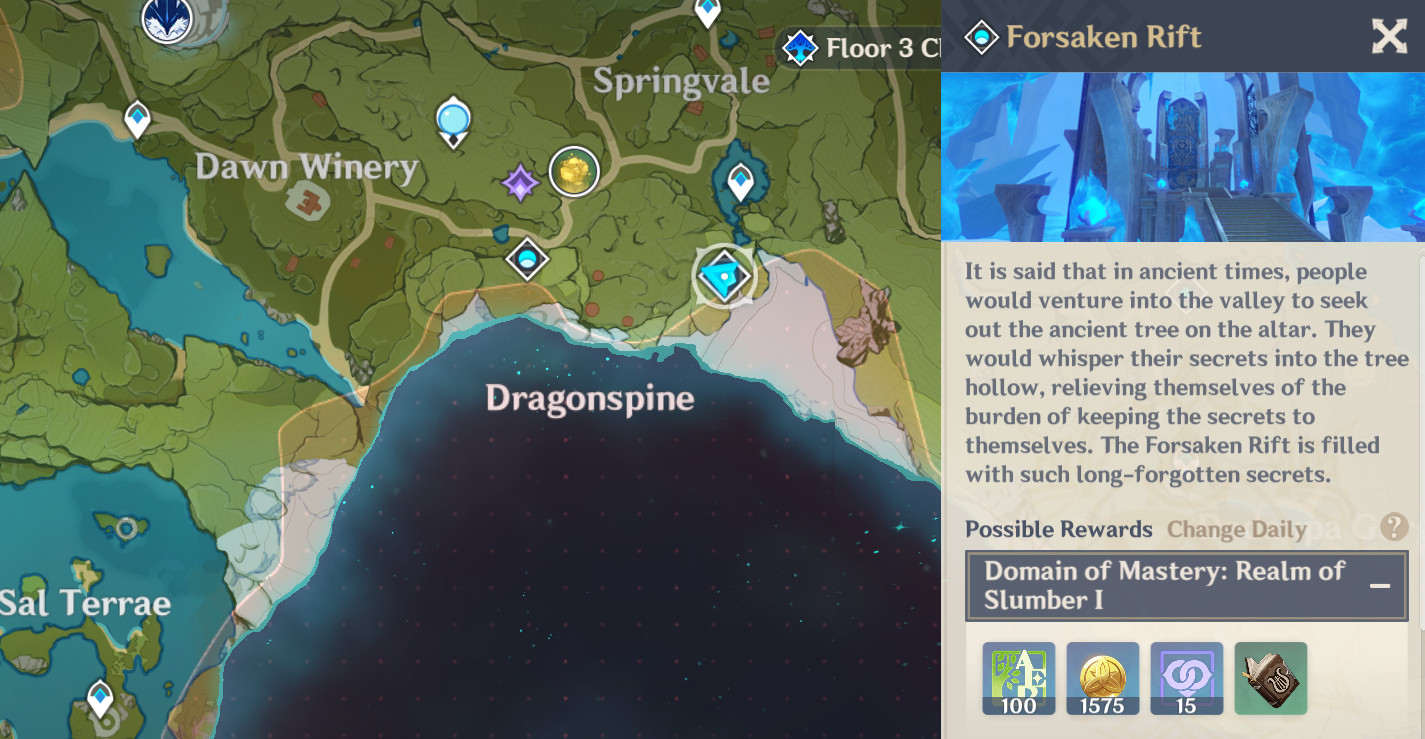 Floor 3 Cl
Springvale
Dawn Winery
Dragonspine
Sal Terrae
Forsaken Rift
It is said that in ancient times, people
would venture into the valley to seek
out the ancient tree on the altar. They
would whisper their secrets into the tree
hollow, relieving themselves of the
burden of keeping the secrets to
themselves. The Forsaken Rift is filled
with such long-forgotten secrets.
Possible Rewards Change Daily ?
Domain of Mastery: Realm of
Slumber I
100 1575 15